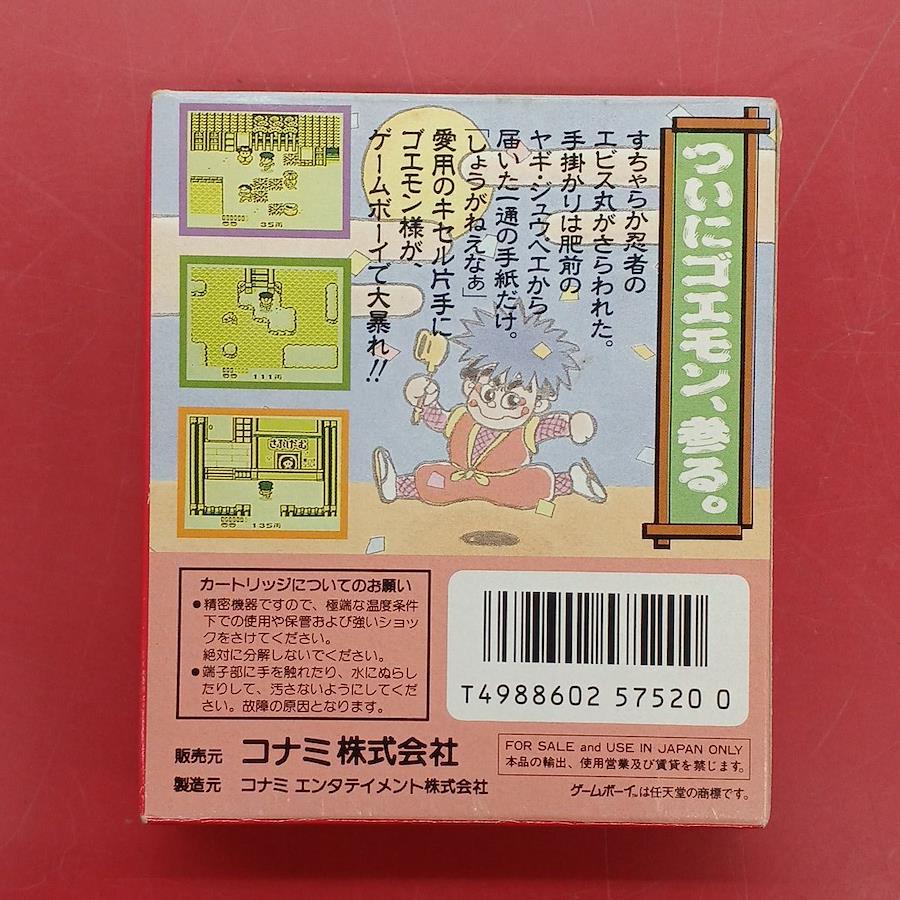 ついにゴエモン、参る。
すちゃらか忍者の
エビス丸がさらわれた。
手掛かりは肥前の
ヤギ・ジュウベエから
届いた一通の手紙だけ。
「しょうがねえなぁ」
愛用のキセル片手に
ゴエモン様が、
ゲームボーイで大暴れ!!
35両
111両
135両
カートリッジについてのお願い
●精密機器ですので、極端な温度条件
下での使用や保管および強いショッ
クをさけてください。
絶対に分解しないでください。
●端子部に手を触れたり、水にぬらし
たりして、汚さないようにしてくだ
さい。故障の原因となります。
T4988602 57520 0
販売元 コナミ株式会社
製造元 コナミ エンタテイメント株式会社
FOR SALE and USE IN JAPAN ONLY
本品の輸出、使用営業及び賃貸を禁じます。
ゲームボーイ™は任天堂の商標です。